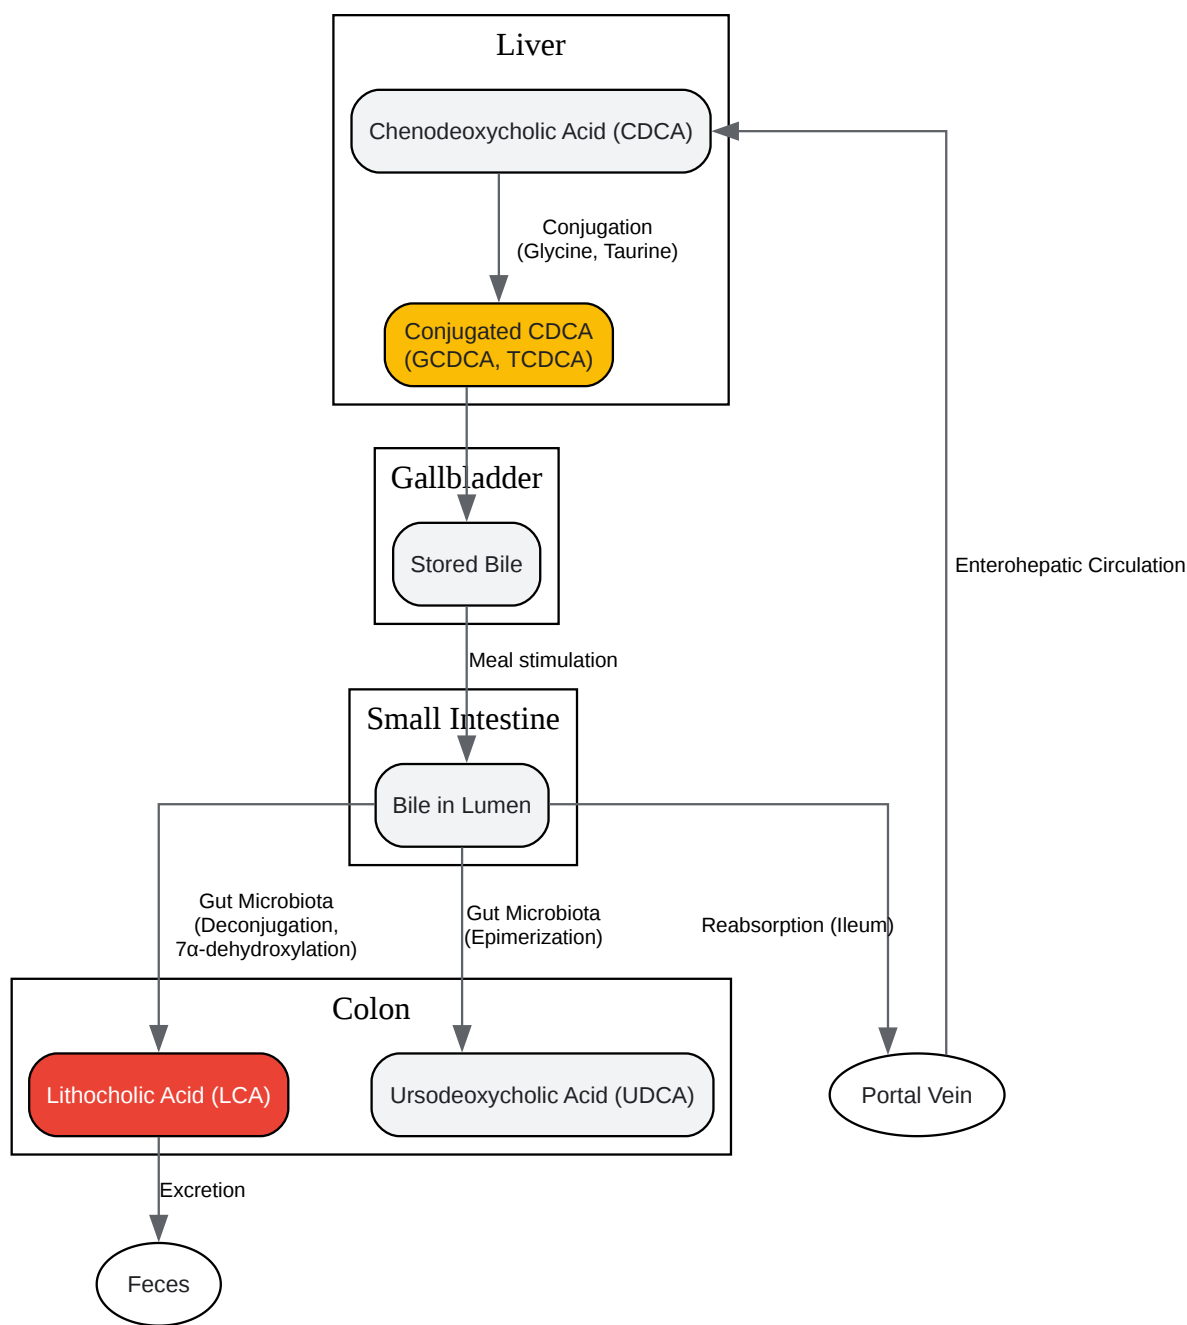 Liver
Chenodeoxycholic Acid (CDCA)
Conjugation
(Glycine, Taurine)
Conjugated CDCA
(GCDCA, TCDCA)
Gallbladder
Stored Bile
Enterohepatic Circulation
Meal stimulation
Small Intestine
Bile in Lumen
Gut Microbiota
(Deconjugation,
7α-dehydroxylation)
Gut Microbiota
(Epimerization)
Reabsorption (Ileum)
Colon
Lithocholic Acid (LCA)
Ursodeoxycholic Acid (UDCA)
Portal Vein
Excretion
Feces